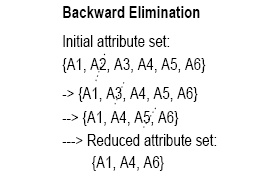 Backward Elimination
Initial attribute set:
{A1, A2, A3, A4, A5, A6}
-> {A1, A3, A4, A5, A6}
--> {A1, A4, A5, A6}
---> Reduced attribute set:
{A1, A4, A6}